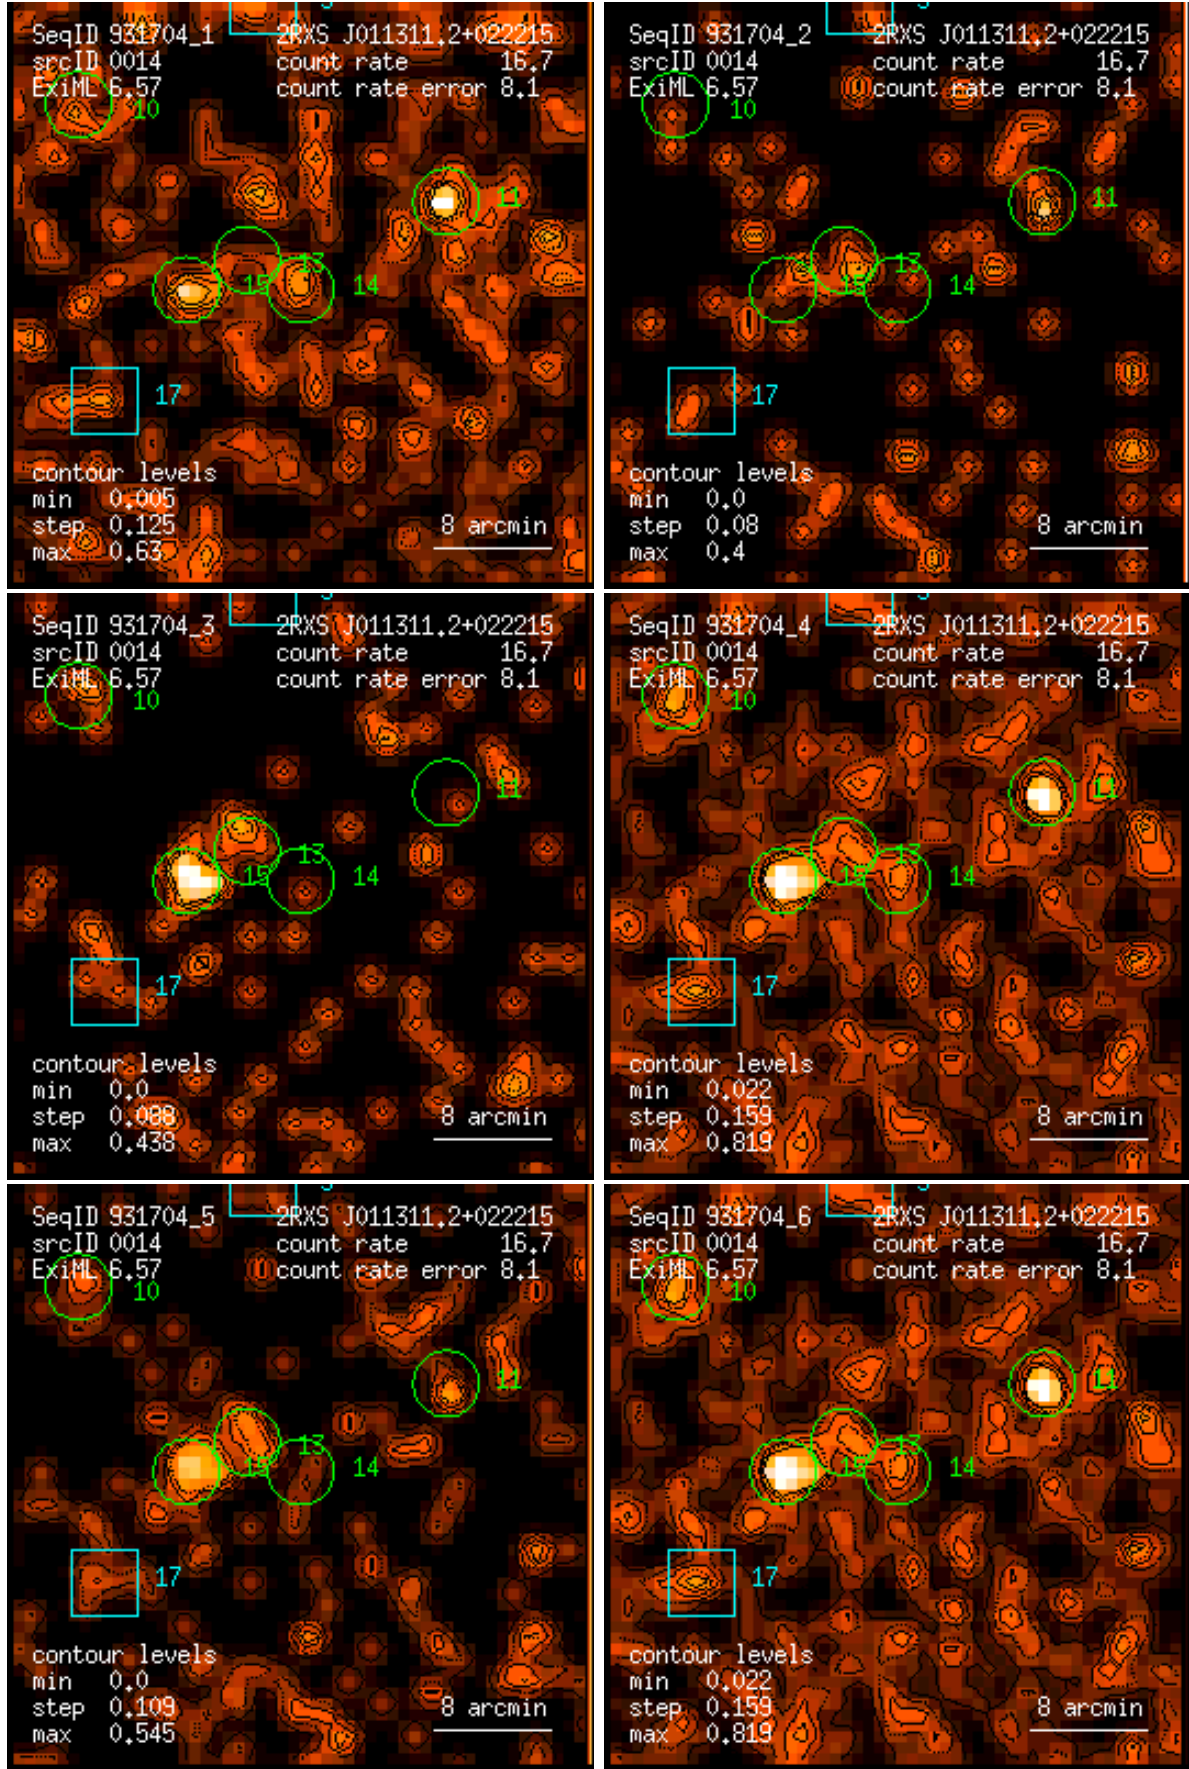 SeqID 931704_1 2RXS J011311.2+022215
srcID 0014 count rate 16.7
ExiML 6.57 count rate error 8.1
10
11
13
15 14
17
contour levels
min 0.005
step 0.125 8 arcmin
max 0.63
SeqID 931704_2 2RXS J011311.2+022215
srcID 0014 count rate 16.7
ExiML 6.57 count rate error 8.1
10
11
13
15 14
17
contour levels
min 0.0
step 0.08 8 arcmin
max 0.4
SeqID 931704_3 2RXS J011311.2+022215
srcID 0014 count rate 16.7
ExiML 6.57 count rate error 8.1
10
11
13
15 14
17
contour levels
min 0.0
step 0.088 8 arcmin
max 0.438
SeqID 931704_4 2RXS J011311.2+022215
srcID 0014 count rate 16.7
ExiML 6.57 count rate error 8.1
10
11
13
15 14
17
contour levels
min 0.022
step 0.159 8 arcmin
max 0.819
SeqID 931704_5 2RXS J011311.2+022215
srcID 0014 count rate 16.7
ExiML 6.57 count rate error 8.1
10
11
13
15 14
17
contour levels
min 0.0
step 0.109 8 arcmin
max 0.545
SeqID 931704_6 2RXS J011311.2+022215
srcID 0014 count rate 16.7
ExiML 6.57 count rate error 8.1
10
11
13
15 14
17
contour levels
min 0.022
step 0.159 8 arcmin
max 0.819